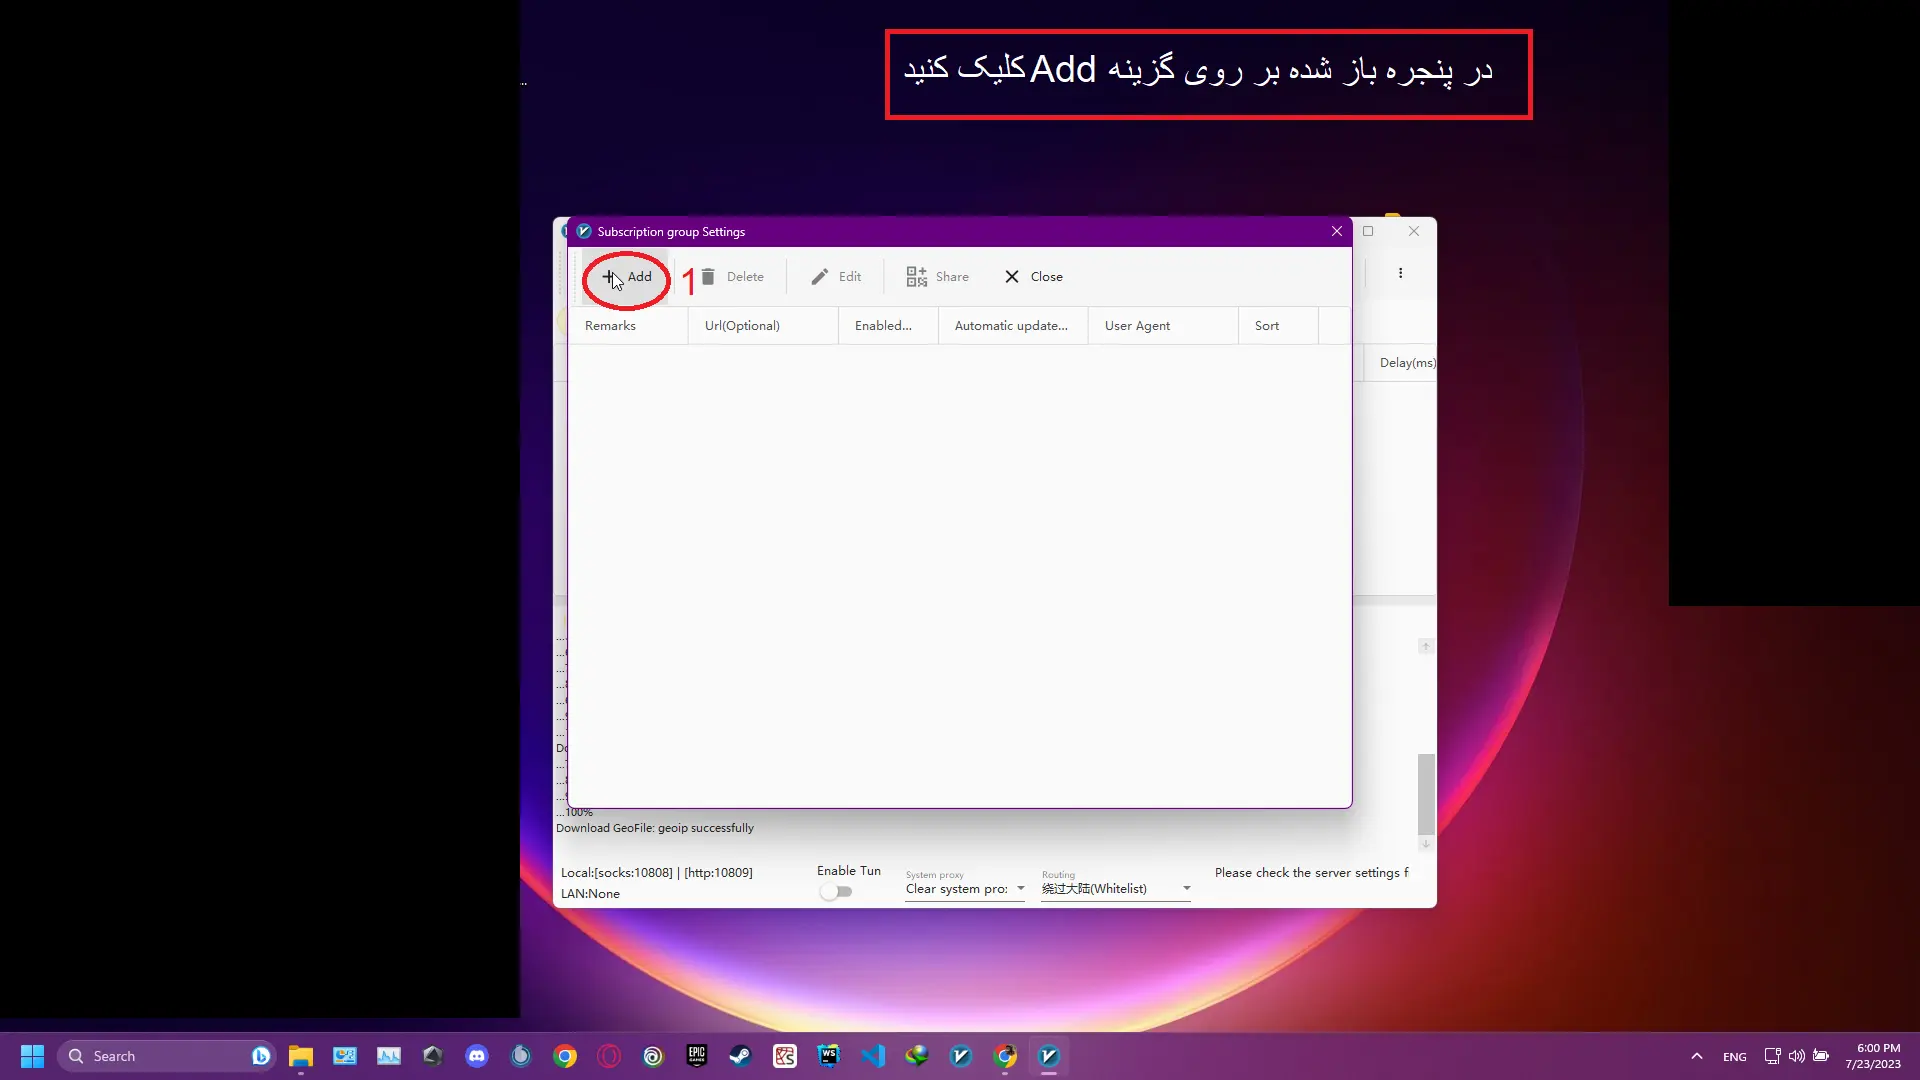 در پنجره باز شده بر روی گزینه Add کلیک کنید
...
Subscription group Settings
Add 1 Delete Edit Share Close
Remarks Url(Optional) Enabled... Automatic update... User Agent Sort
Delay(ms)
...100%
Download GeoFile: geoip successfully
Local:[socks:10808] | [http:10809]
LAN:None
Enable Tun
System proxy
Clear system pro:
Routing
绕过大陆(Whitelist)
Please check the server settings f
Search
EPIC GAMES
WS
ENG
6:00 PM
7/23/2023